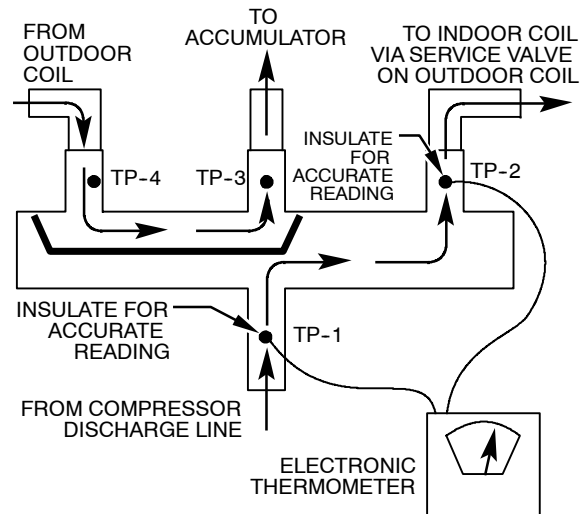 FROM
OUTDOOR
COIL
TO
ACCUMULATOR
TO INDOOR COIL
VIA SERVICE VALVE
ON OUTDOOR COIL
INSULATE
FOR
ACCURATE
READING
TP-4
TP-3
TP-2
INSULATE FOR
ACCURATE
READING
TP-1
FROM COMPRESSOR
DISCHARGE LINE
ELECTRONIC
THERMOMETER